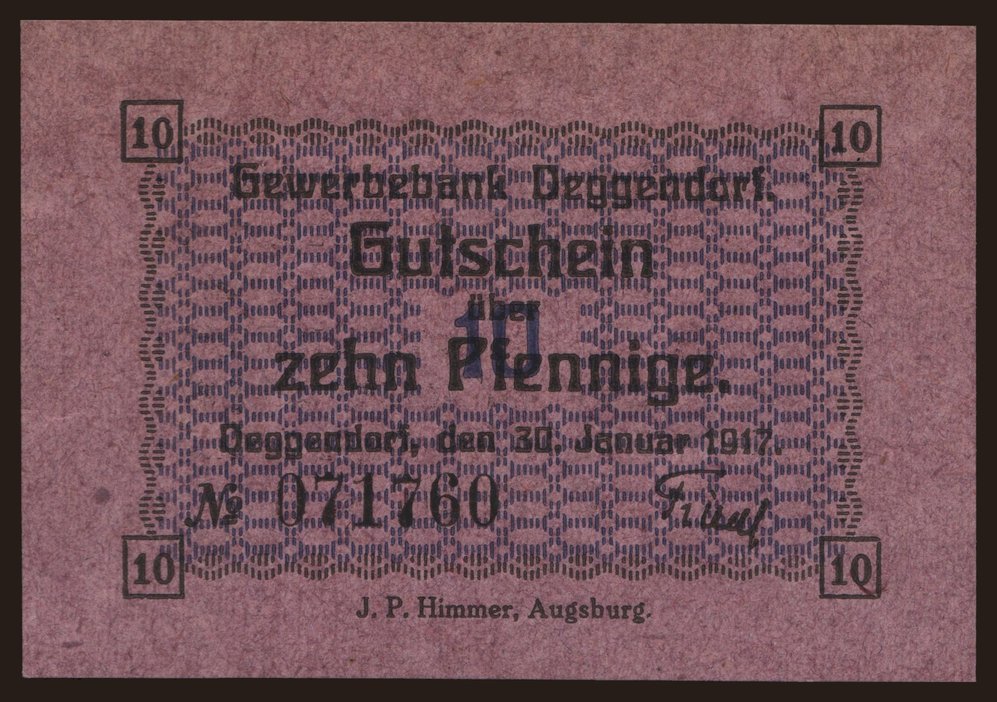 10 10
Gewerbebank Deggendorf.
Gutschein
über
10
zehn Pfennige.
Deggendorf, den 30. Januar 1917.
№ 071760
10 10
J. P. Himmer, Augsburg.